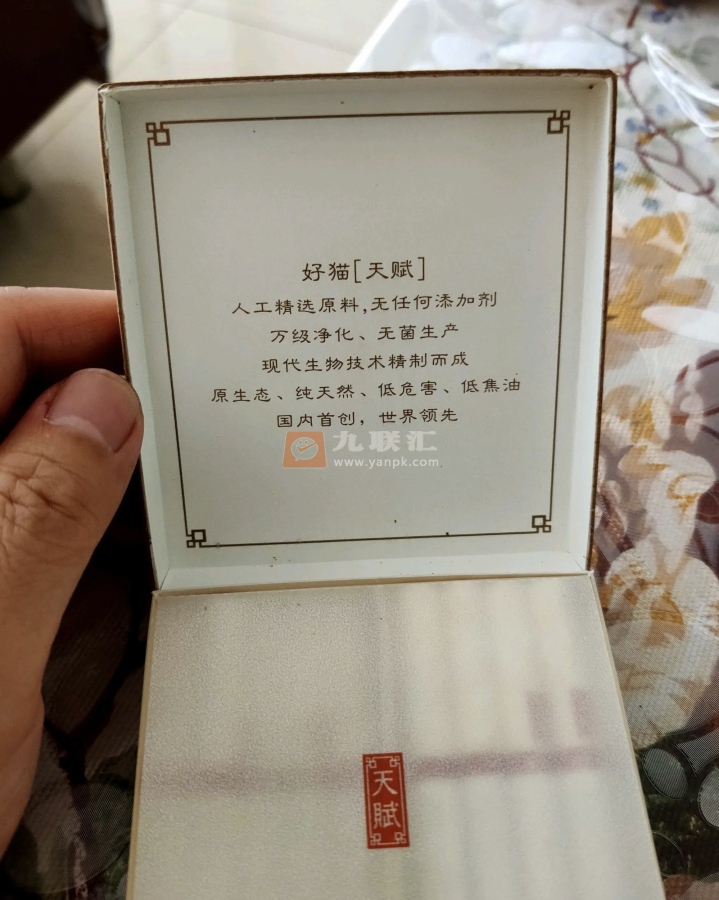 好猫[天赋]
人工精选原料,无任何添加剂
万级净化、无菌生产
现代生物技术精制而成
原生态、纯天然、低危害、低焦油
国内首创，世界领先
九联汇
www.yanpk.com
天賦